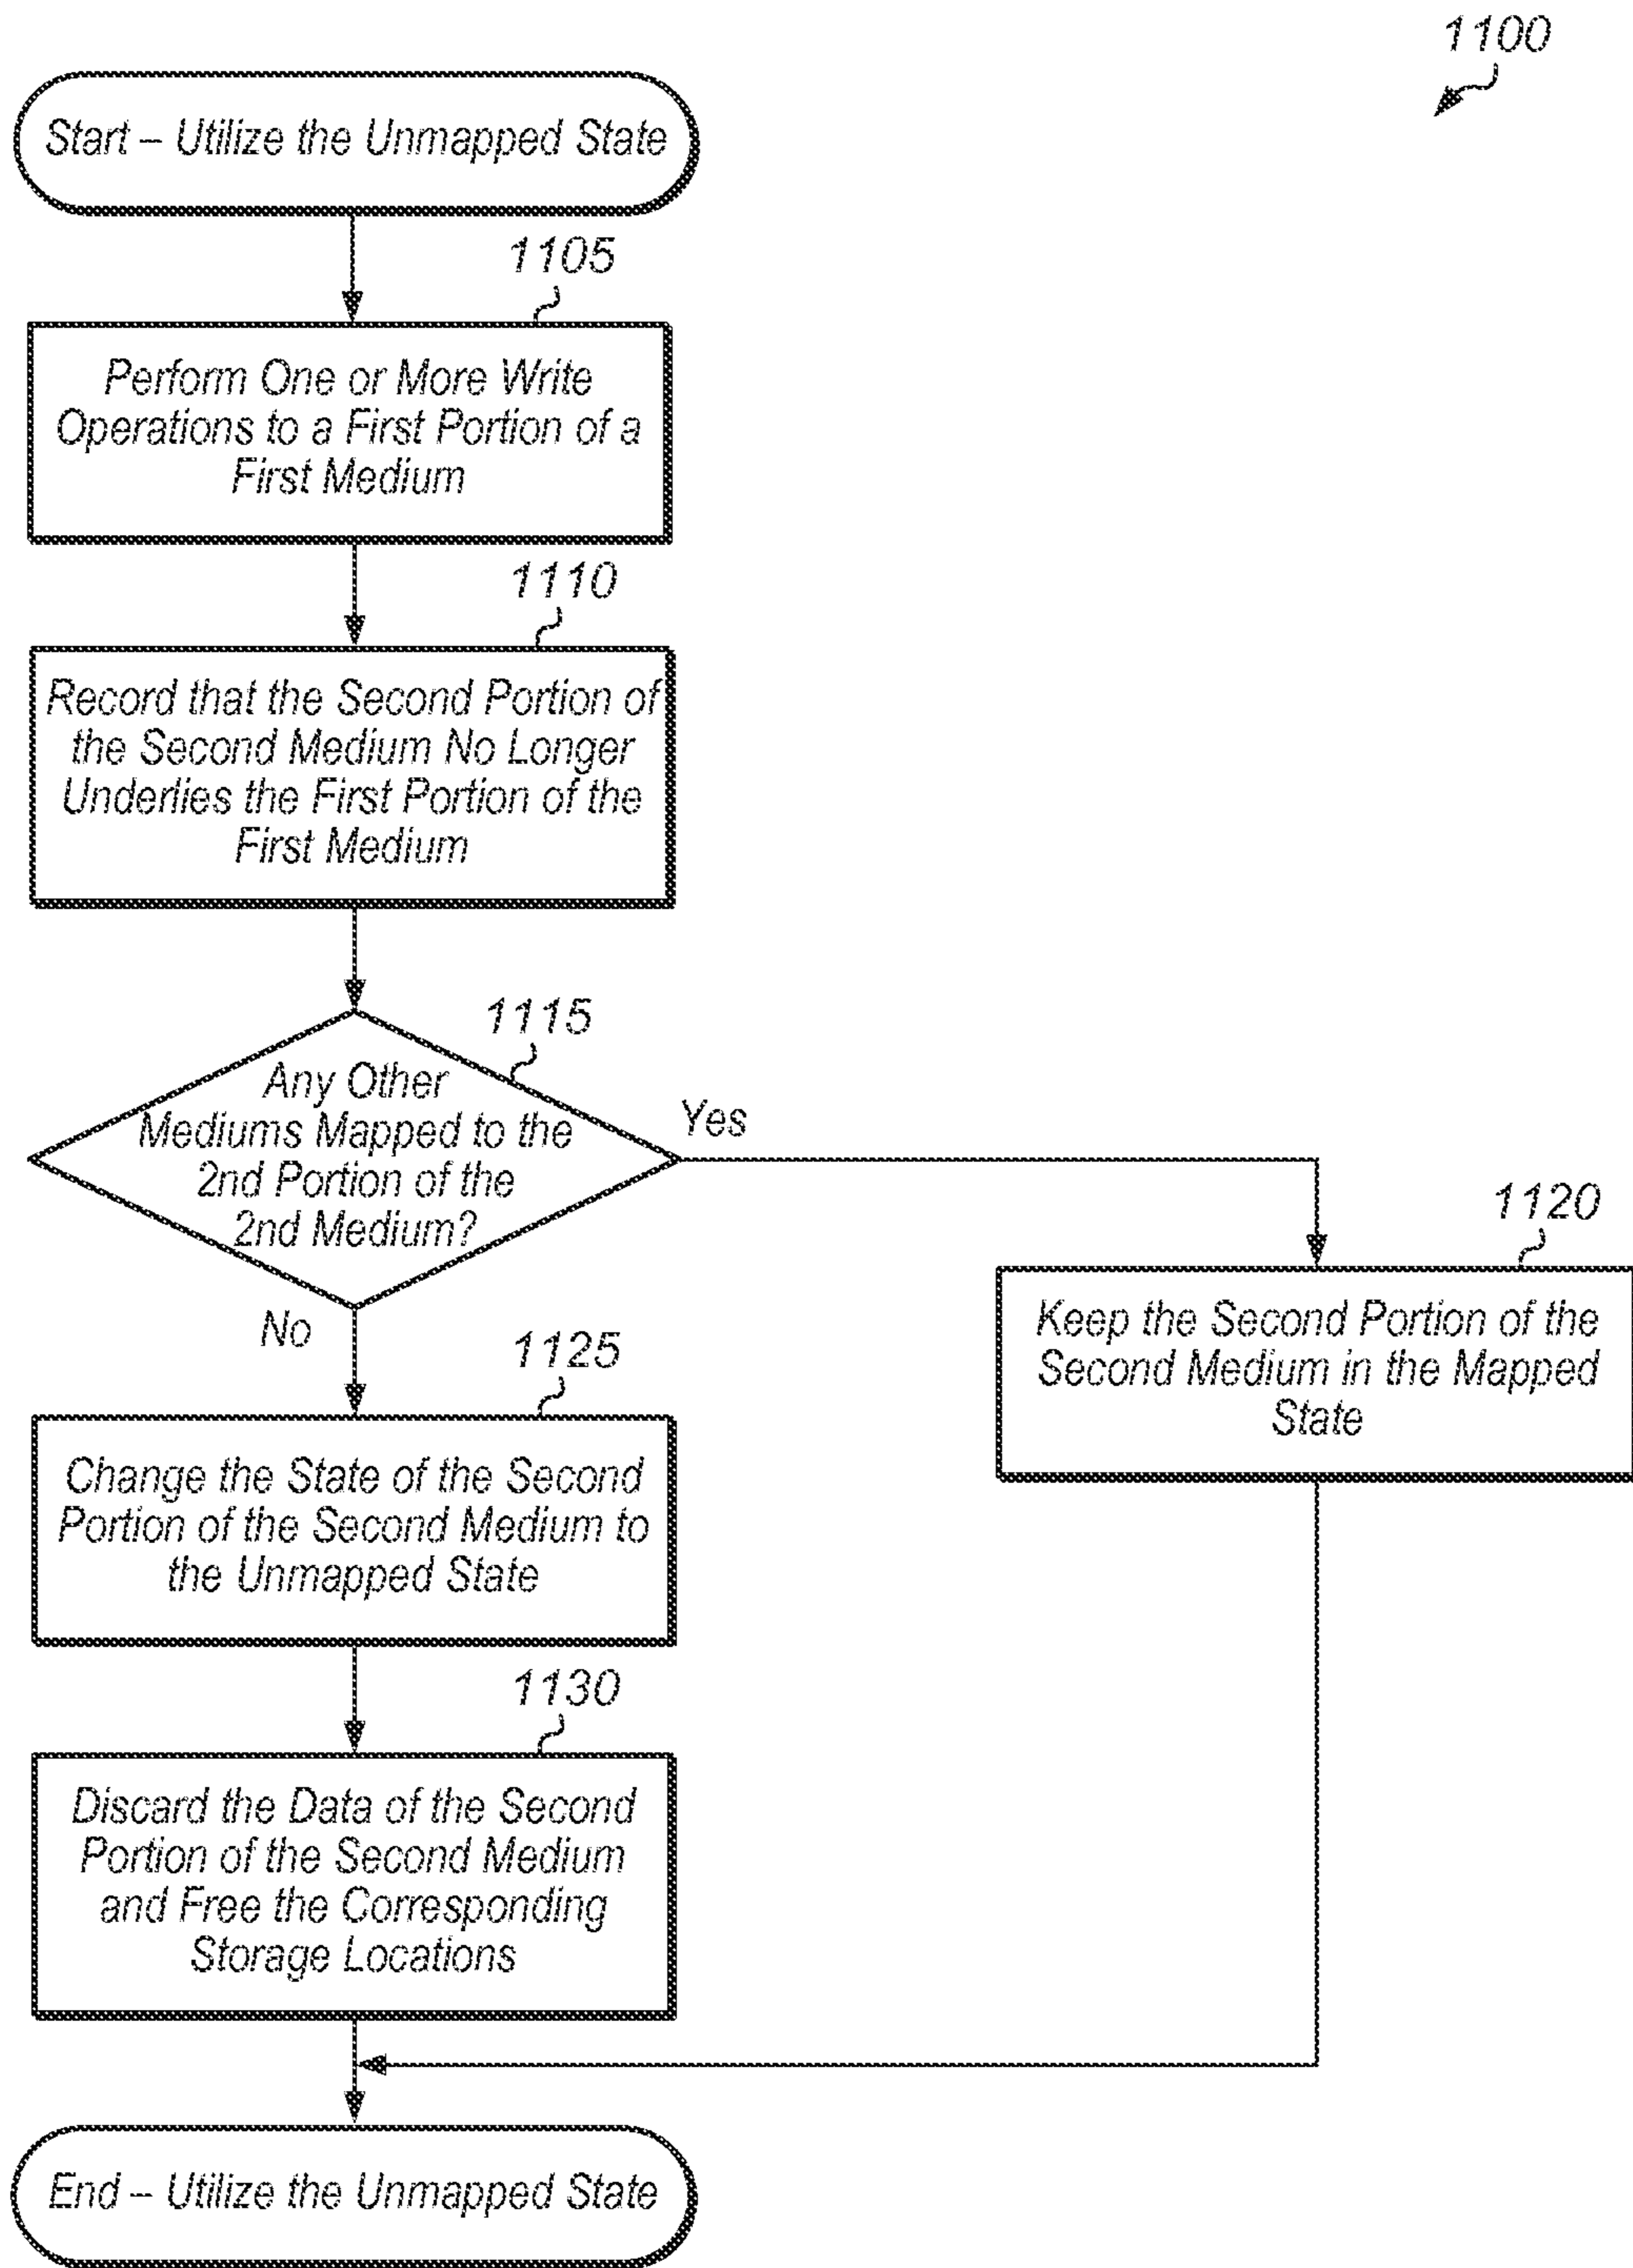 1100
Start – Utilize the Unmapped State
1105
Perform One or More Write
Operations to a First Portion of a
First Medium
1110
Record that the Second Portion of
the Second Medium No Longer
Underlies the First Portion of the
First Medium
1115
Any Other
Mediums Mapped to the
2nd Portion of the
2nd Medium?
Yes
No
1120
Keep the Second Portion of the
Second Medium in the Mapped
State
1125
Change the State of the Second
Portion of the Second Medium to
the Unmapped State
1130
Discard the Data of the Second
Portion of the Second Medium
and Free the Corresponding
Storage Locations
End – Utilize the Unmapped State